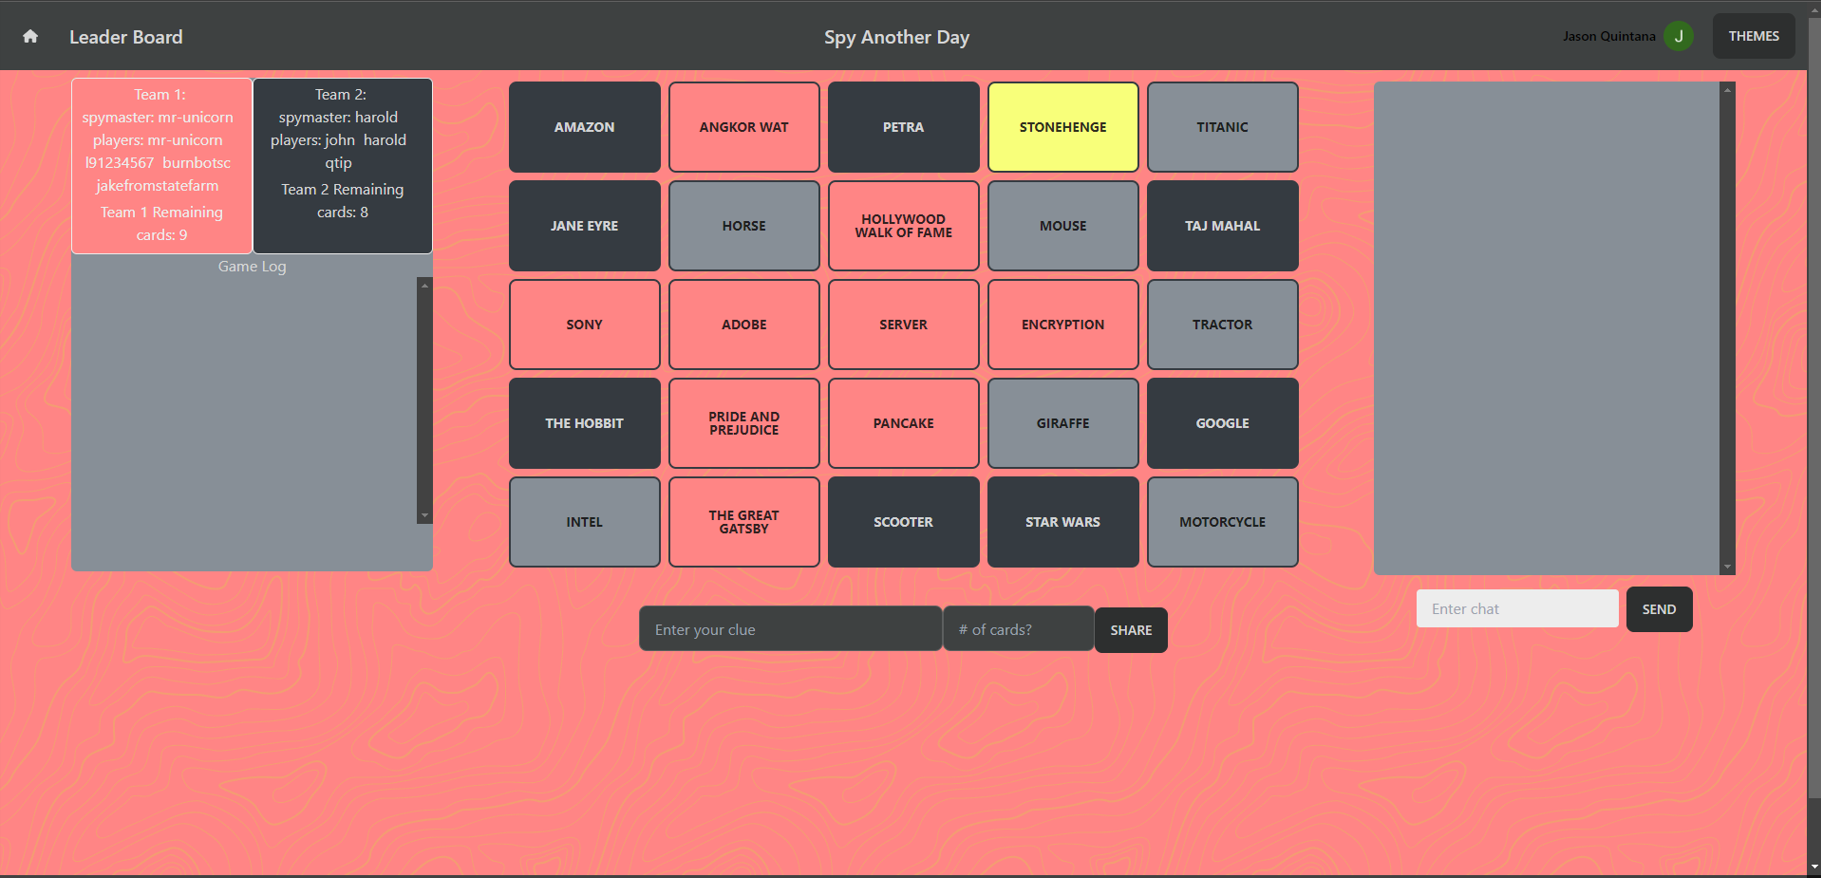 Leader Board
Spy Another Day
Jason Quintana
J
THEMES
Team 1:
spymaster: mr-unicorn
players: mr-unicorn
l91234567 burnbotsc
jakefromstatefarm
Team 1 Remaining
cards: 9
Team 2:
spymaster: harold
players: john harold
qtip
Team 2 Remaining
cards: 8
Game Log
AMAZON
ANGKOR WAT
PETRA
STONEHENGE
TITANIC
JANE EYRE
HORSE
HOLLYWOOD
WALK OF FAME
MOUSE
TAJ MAHAL
SONY
ADOBE
SERVER
ENCRYPTION
TRACTOR
THE HOBBIT
PRIDE AND
PREJUDICE
PANCAKE
GIRAFFE
GOOGLE
INTEL
THE GREAT
GATSBY
SCOOTER
STAR WARS
MOTORCYCLE
Enter your clue
# of cards?
SHARE
Enter chat
SEND